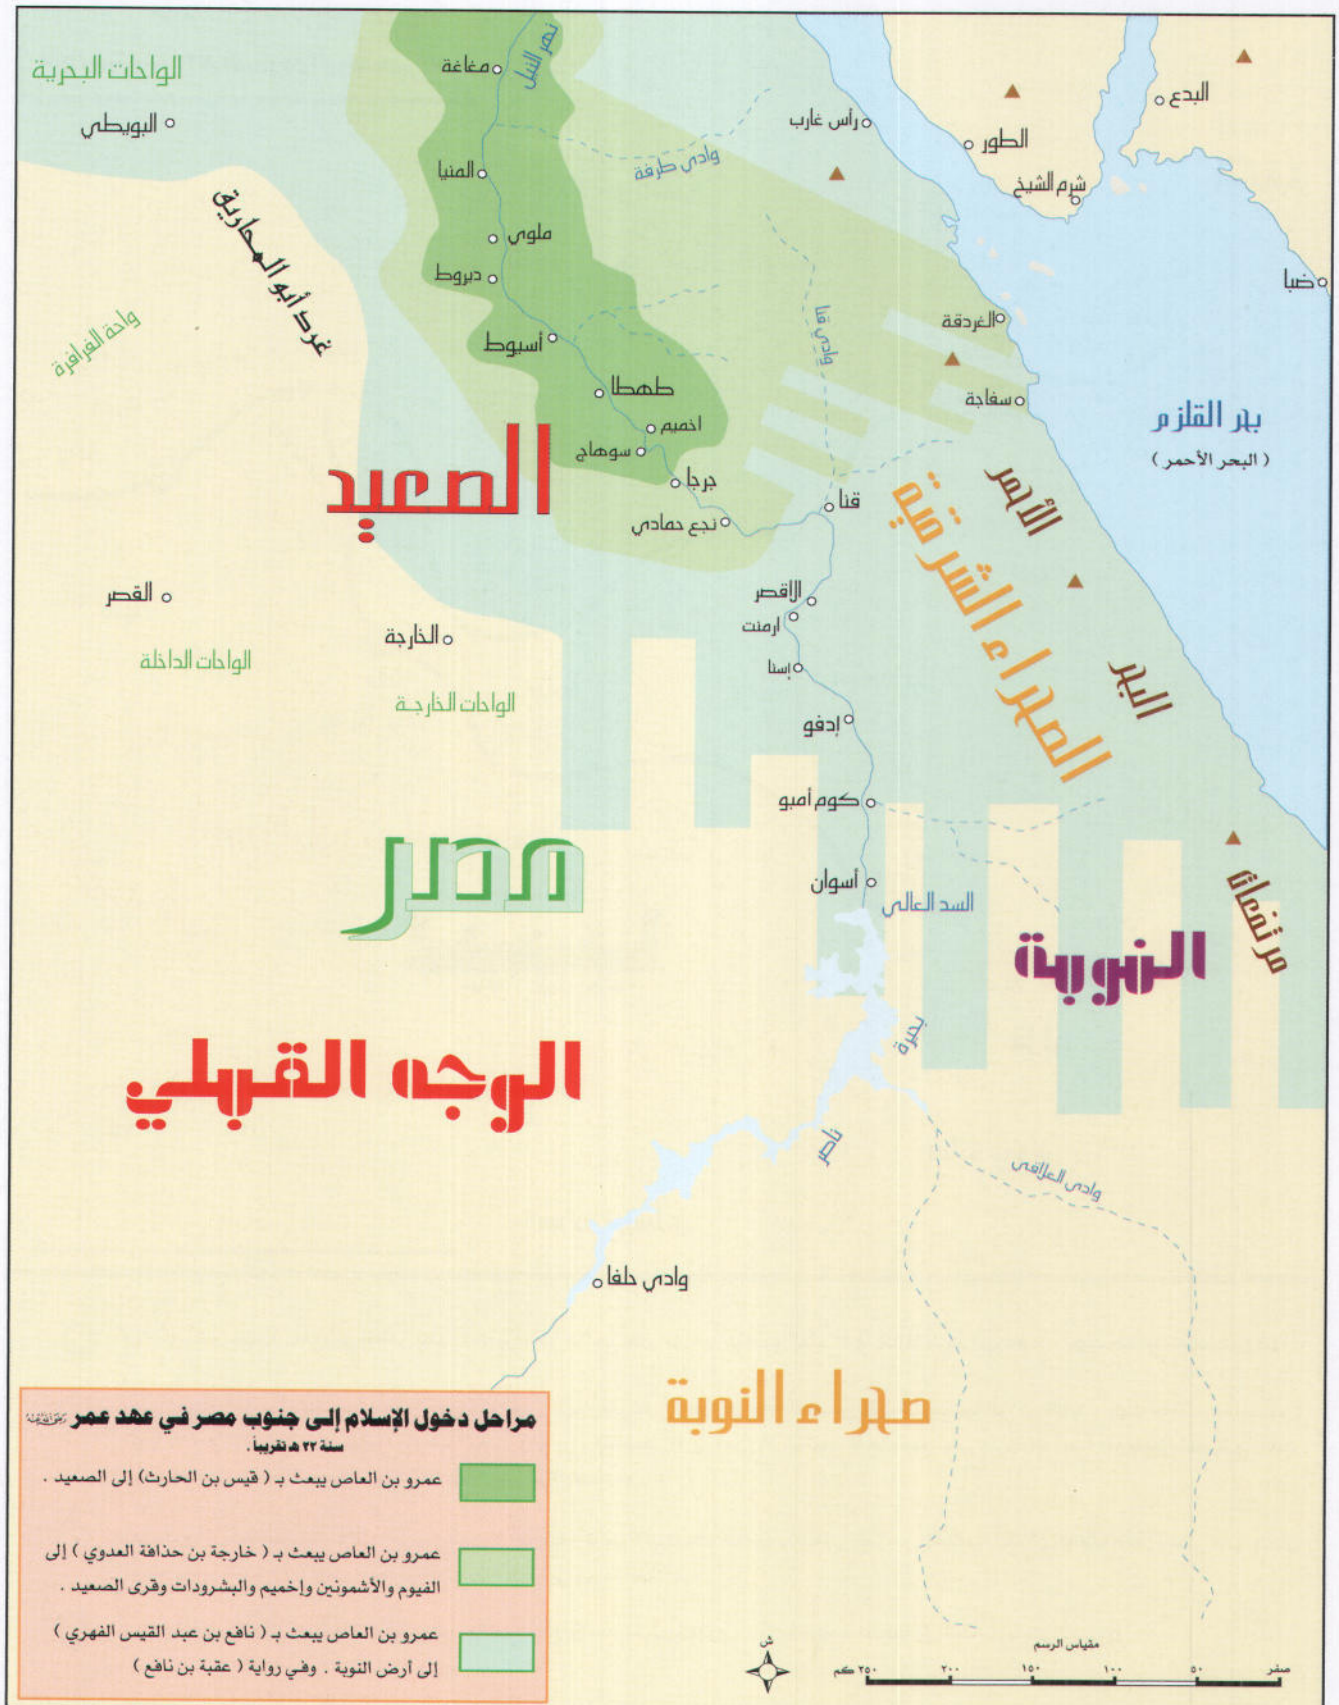 نهر النيل
مغاغة
الواحات البحرية
البويطي
البدع
رأس غارب
الطور
وادي طرفة
المنيا
شرم الشيخ
غرد أبو المحاريق
ملوي
ديروط
ضبا
الغردقة
وادي قنا
واحة الفرافرة
أسيوط
طهطا
سفاجة
بحر القلزم
(البحر الأحمر)
اخميم
سوهاج
الصعيد
جرجا
نجع حمادي
قنا
الصحراء الشرقية
مرتفعات
البحر
الأحمر
القصر
الأقصر
ارمنت
الخارجة
الواحات الداخلة
إسنا
الواحات الخارجة
إدفو
كوم أمبو
مصر
أسوان
السد العالي
النوبة
بحيرة
ناصر
الوجه القبلي
وادي العلاقي
وادي حلفا
صحراء النوبة
مراحل دخول الإسلام إلى جنوب مصر في عهد عمر رضي الله عنه
سنة ٢٢ هـ تقريباً .
عمرو بن العاص يبعث بـ ( قيس بن الحارث) إلى الصعيد .
عمرو بن العاص يبعث بـ ( خارجة بن حذافة العدوي ) إلى
الفيوم والأشمونين وإخميم والبشرودات وقرى الصعيد .
عمرو بن العاص يبعث بـ ( نافع بن عبد القيس الفهري )
إلى أرض النوبة . وفي رواية ( عقبة بن نافع )
ش
مقياس الرسم
صفر ٥٠ ١٠٠ ١٥٠ ٢٠٠ ٢٥٠ كم